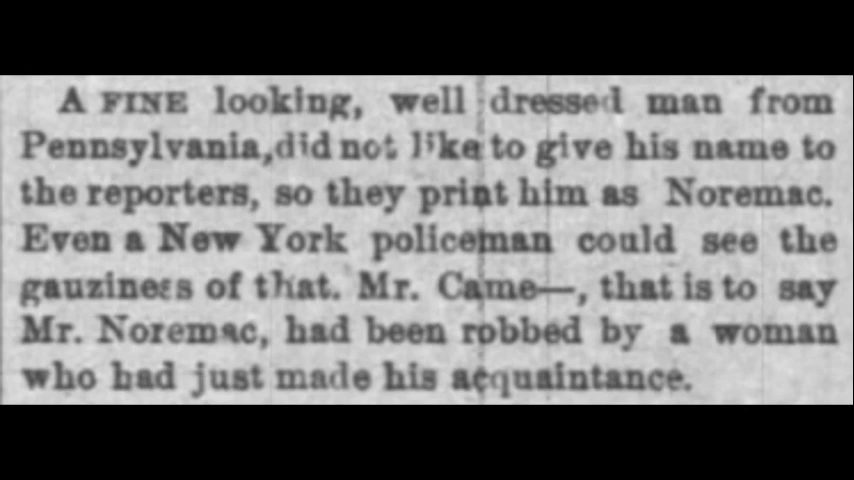 A FINE looking, well dressed man from
Pennsylvania, did not like to give his name to
the reporters, so they print him as Noremac.
Even a New York policeman could see the
gauziness of that. Mr. Came—, that is to say
Mr. Noremac, had been robbed by a woman
who had just made his acquaintance.